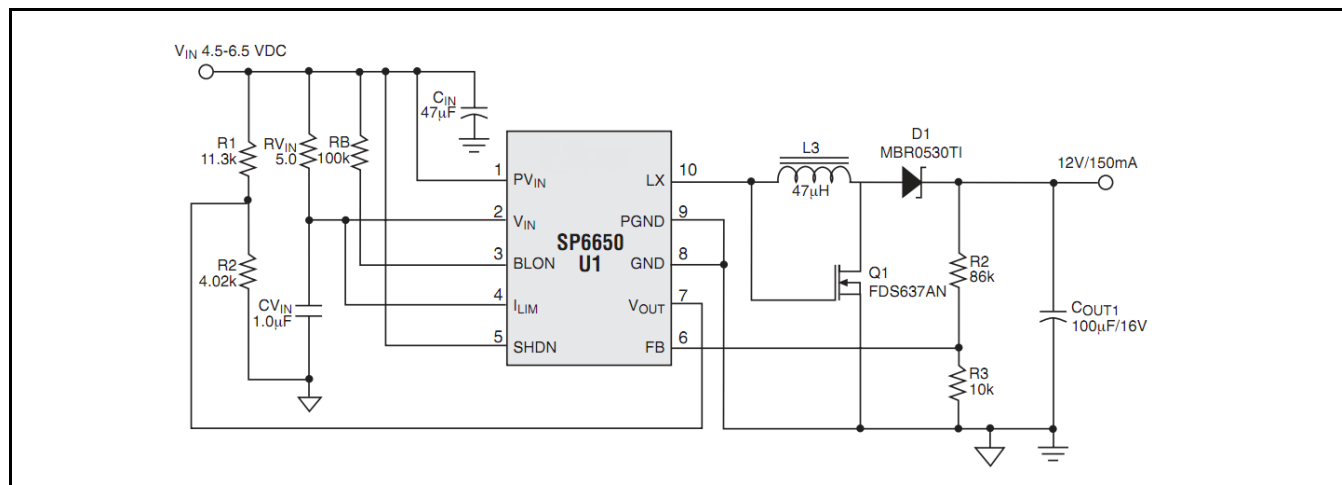 VIN 4.5-6.5 VDC
CIN
47µF
R1
11.3k
RVIN
5.0
RB
100k
R2
4.02k
CVIN
1.0µF
1
PVIN
2
VIN
3
BLON
4
ILIM
5
SHDN
SP6650
U1
LX
10
PGND
9
GND
8
VOUT
7
FB
6
L3
47µH
D1
MBR0530TI
12V/150mA
Q1
FDS637AN
R2
86k
COUT1
100µF/16V
R3
10k